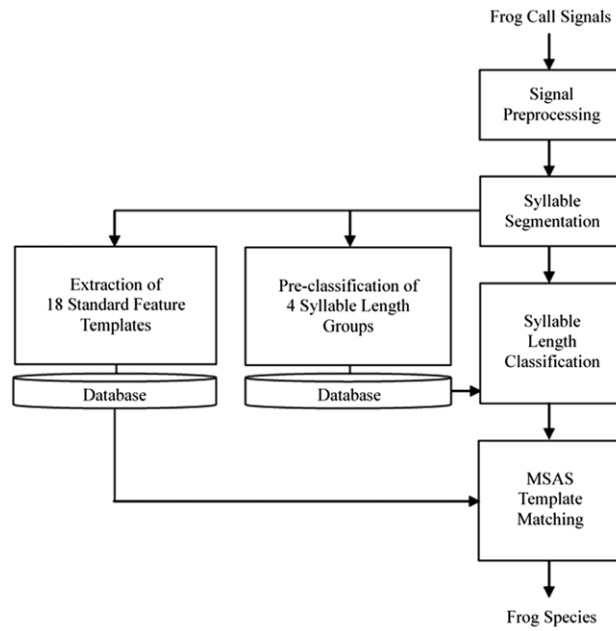 Frog Call Signals
Signal
Preprocessing
Syllable
Segmentation
Extraction of
18 Standard Feature
Templates
Pre-classification of
4 Syllable Length
Groups
Syllable
Length
Classification
Database
Database
MSAS
Template
Matching
Frog Species